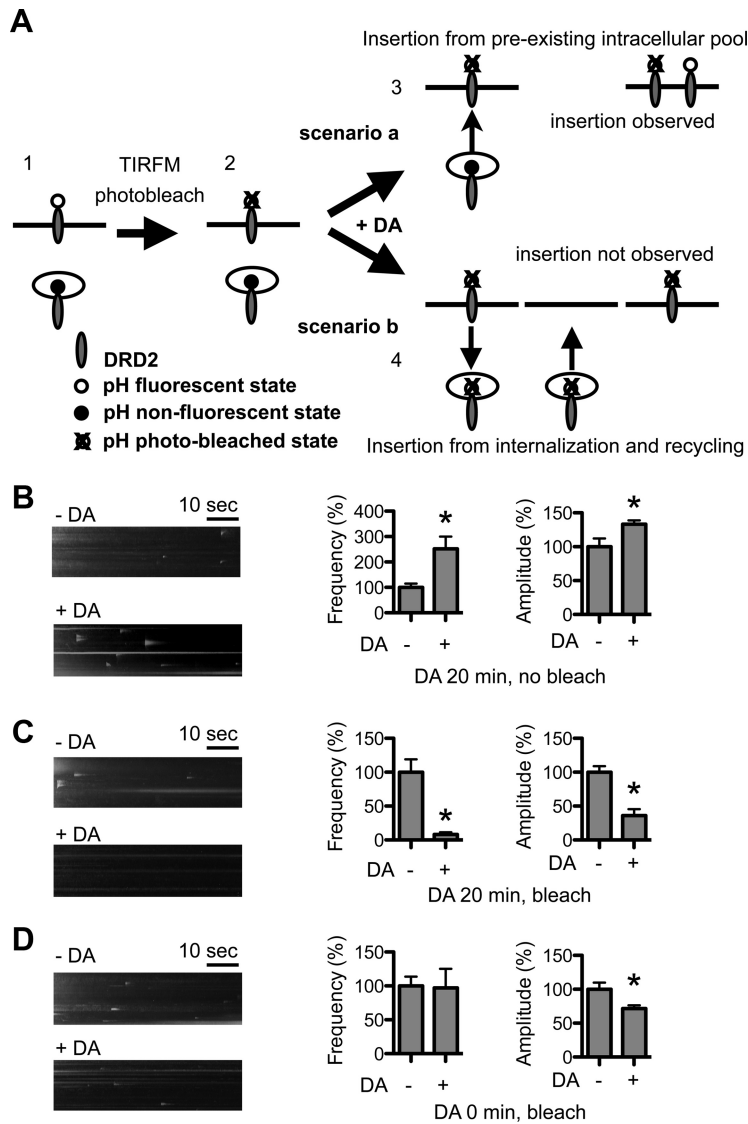 A
Insertion from pre-existing intracellular pool
3
scenario a
insertion observed
1
TIRFM
photobleach
2
+ DA
insertion not observed
scenario b
4
DRD2
pH fluorescent state
pH non-fluorescent state
pH photo-bleached state
Insertion from internalization and recycling
B
- DA
10 sec
+ DA
Frequency (%)
400
300
200
100
0
*
DA - +
Amplitude (%)
150
100
50
0
*
DA - +
DA 20 min, no bleach
C
- DA
10 sec
+ DA
Frequency (%)
150
100
50
0
*
DA - +
Amplitude (%)
150
100
50
0
*
DA - +
DA 20 min, bleach
D
- DA
10 sec
+ DA
Frequency (%)
150
100
50
0
DA - +
Amplitude (%)
150
100
50
0
*
DA - +
DA 0 min, bleach